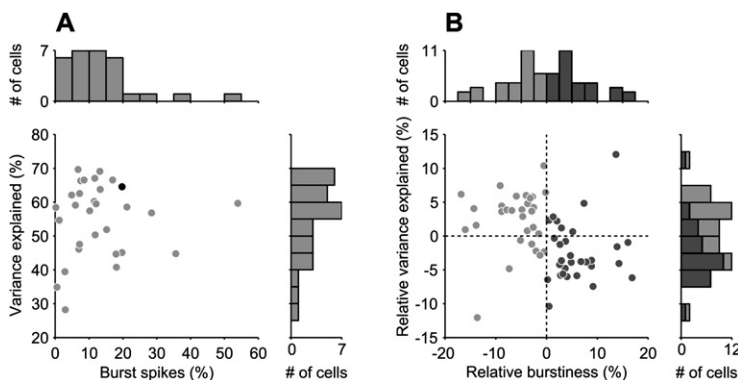 A
B
7
0
# of cells
11
0
# of cells
80
70
60
50
40
30
20
Variance explained (%)
0 10 20 30 40 50 60
Burst spikes (%)
0 7
# of cells
15
10
5
0
-5
-10
-15
Relative variance explained (%)
-20 -10 0 10 20
Relative burstiness (%)
0 12
# of cells